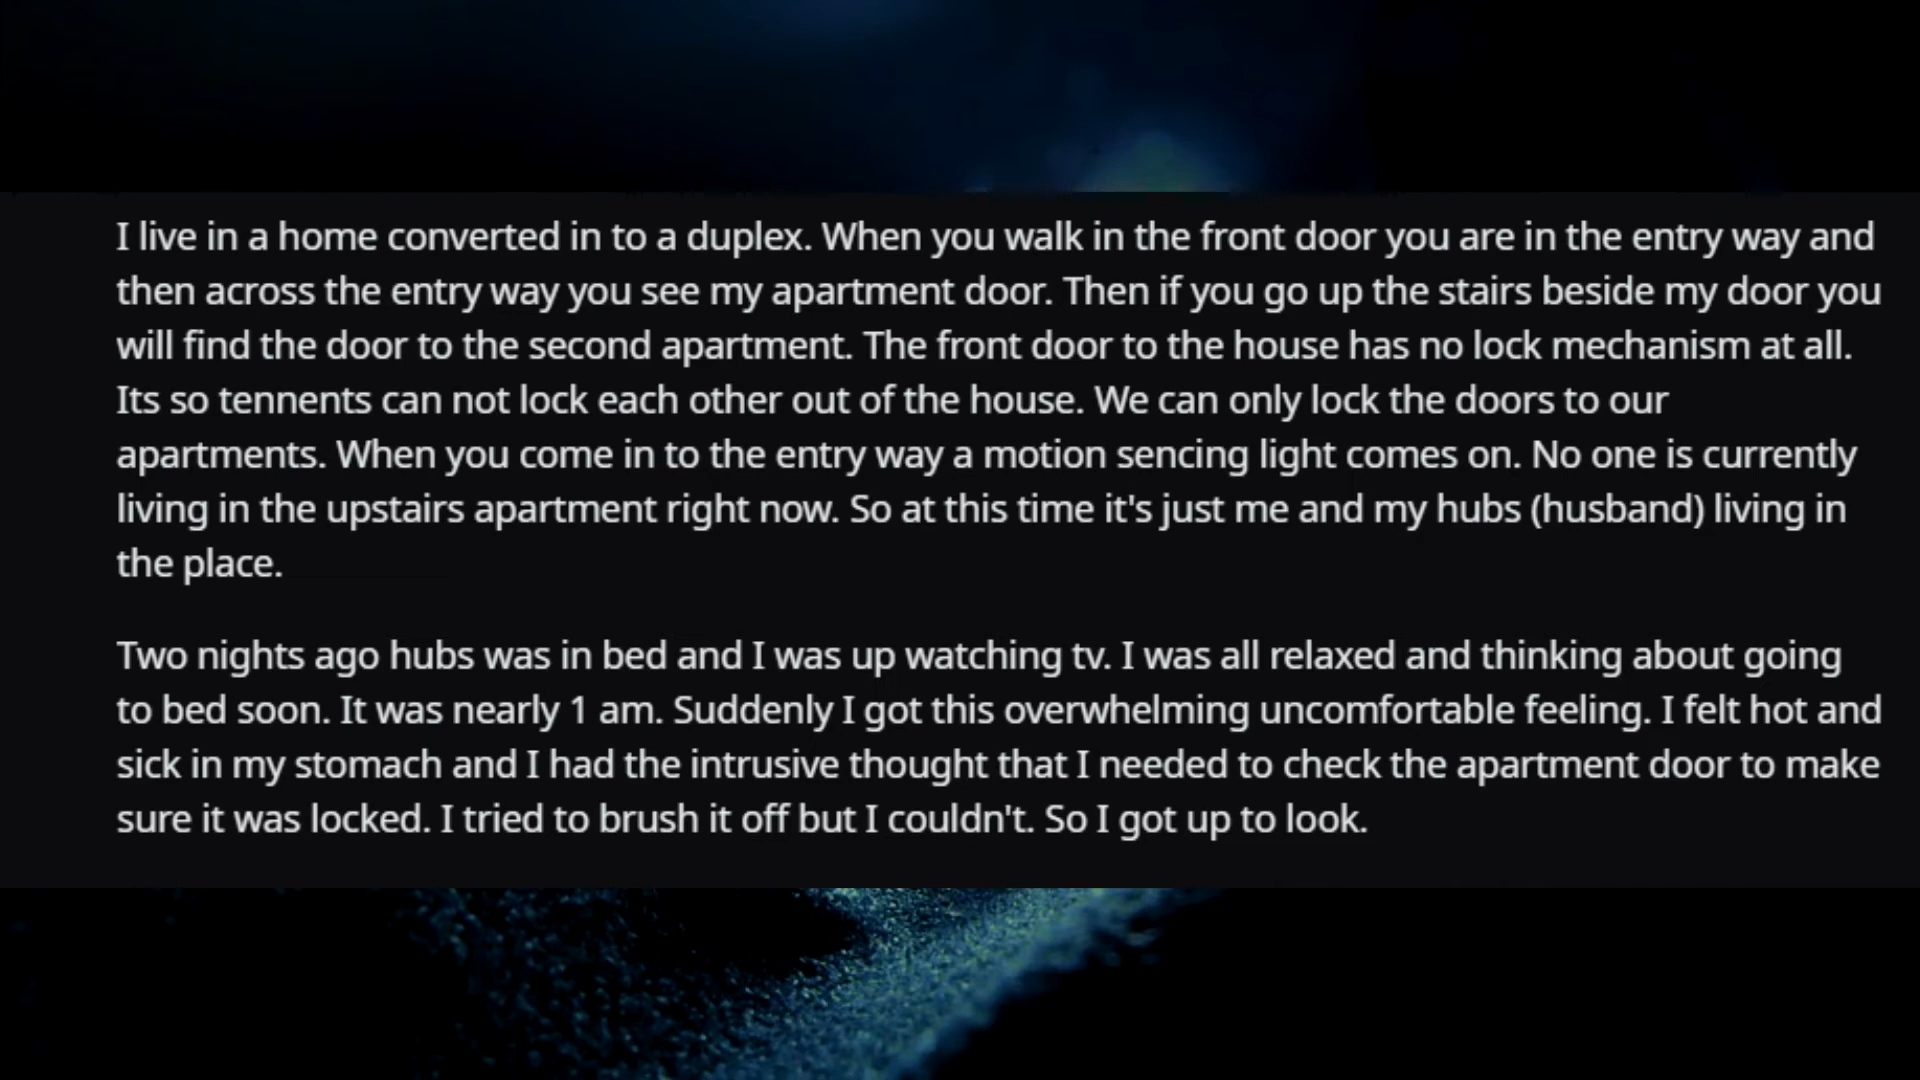 I live in a home converted in to a duplex. When you walk in the front door you are in the entry way and
then across the entry way you see my apartment door. Then if you go up the stairs beside my door you
will find the door to the second apartment. The front door to the house has no lock mechanism at all.
Its so tennents can not lock each other out of the house. We can only lock the doors to our
apartments. When you come in to the entry way a motion sencing light comes on. No one is currently
living in the upstairs apartment right now. So at this time it's just me and my hubs (husband) living in
the place.
Two nights ago hubs was in bed and I was up watching tv. I was all relaxed and thinking about going
to bed soon. It was nearly 1 am. Suddenly I got this overwhelming uncomfortable feeling. I felt hot and
sick in my stomach and I had the intrusive thought that I needed to check the apartment door to make
sure it was locked. I tried to brush it off but I couldn't. So I got up to look.